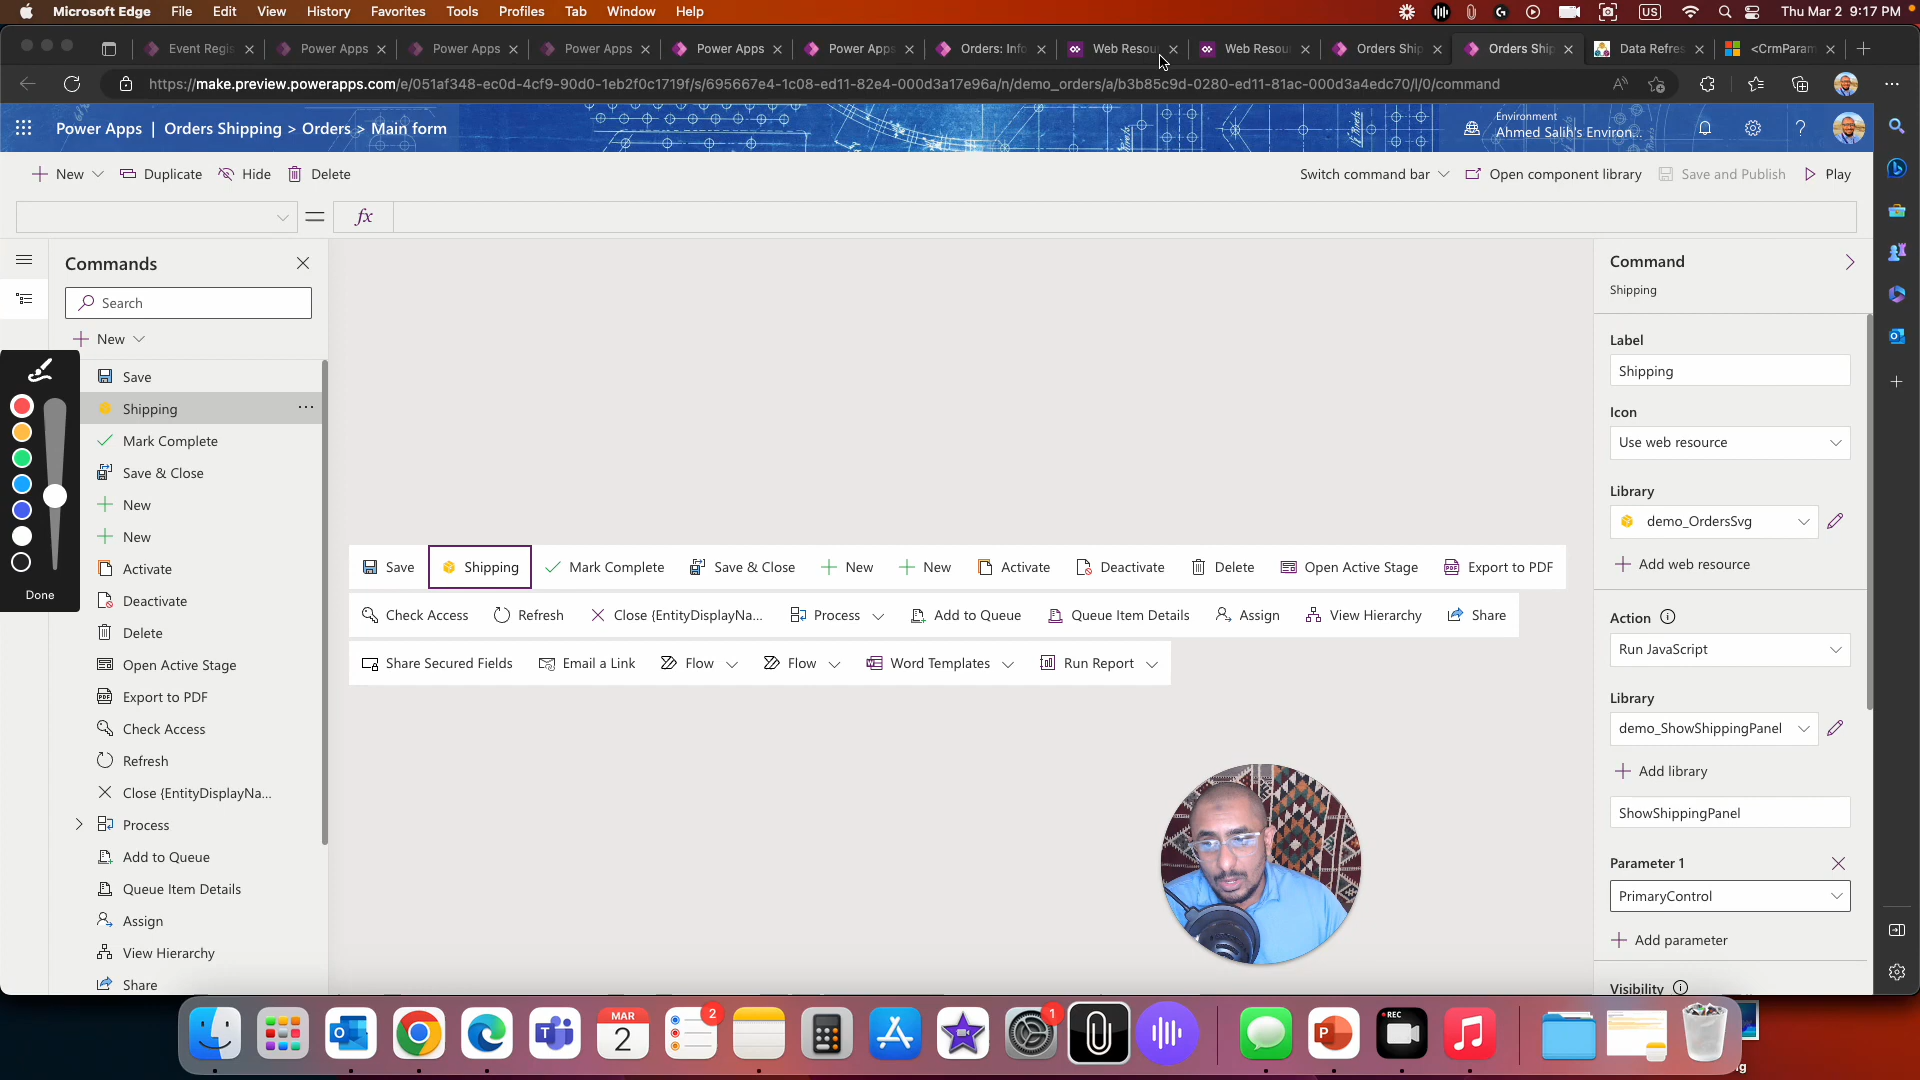 Microsoft Edge File Edit View History Favorites Tools Profiles Tab Window Help
US Thu Mar 2 9:17 PM
Event Regis Power Apps Power Apps Power Apps Power Apps Power Apps Orders: Info Web Resou Web Resou Orders Ship Orders Ship Data Refres <CrmParam
https://make.preview.powerapps.com/e/051af348-ec0d-4cf9-90d0-1eb2f0c1719f/s/695667e4-1c08-ed11-82e4-000d3a17e96a/n/demo_orders/a/b3b85c9d-0280-ed11-81ac-000d3a4edc70/l/0/command
Power Apps | Orders Shipping > Orders > Main form
Environment
Ahmed Salih's Environ...
New Duplicate Hide Delete
Switch command bar Open component library Save and Publish Play
= fx
Commands
Search
New
Save
Shipping ...
Mark Complete
Save & Close
New
New
Activate
Deactivate
Delete
Open Active Stage
Export to PDF
Check Access
Refresh
Close {EntityDisplayNa...
Process
Add to Queue
Queue Item Details
Assign
View Hierarchy
Share
Done
Save Shipping Mark Complete Save & Close New New Activate Deactivate Delete Open Active Stage Export to PDF
Check Access Refresh Close {EntityDisplayNa... Process Add to Queue Queue Item Details Assign View Hierarchy Share
Share Secured Fields Email a Link Flow Flow Word Templates Run Report
Command
Shipping
Label
Shipping
Icon
Use web resource
Library
demo_OrdersSvg
Add web resource
Action
Run JavaScript
Library
demo_ShowShippingPanel
Add library
ShowShippingPanel
Parameter 1
PrimaryControl
Add parameter
Visibility
MAR
2
2
1
REC